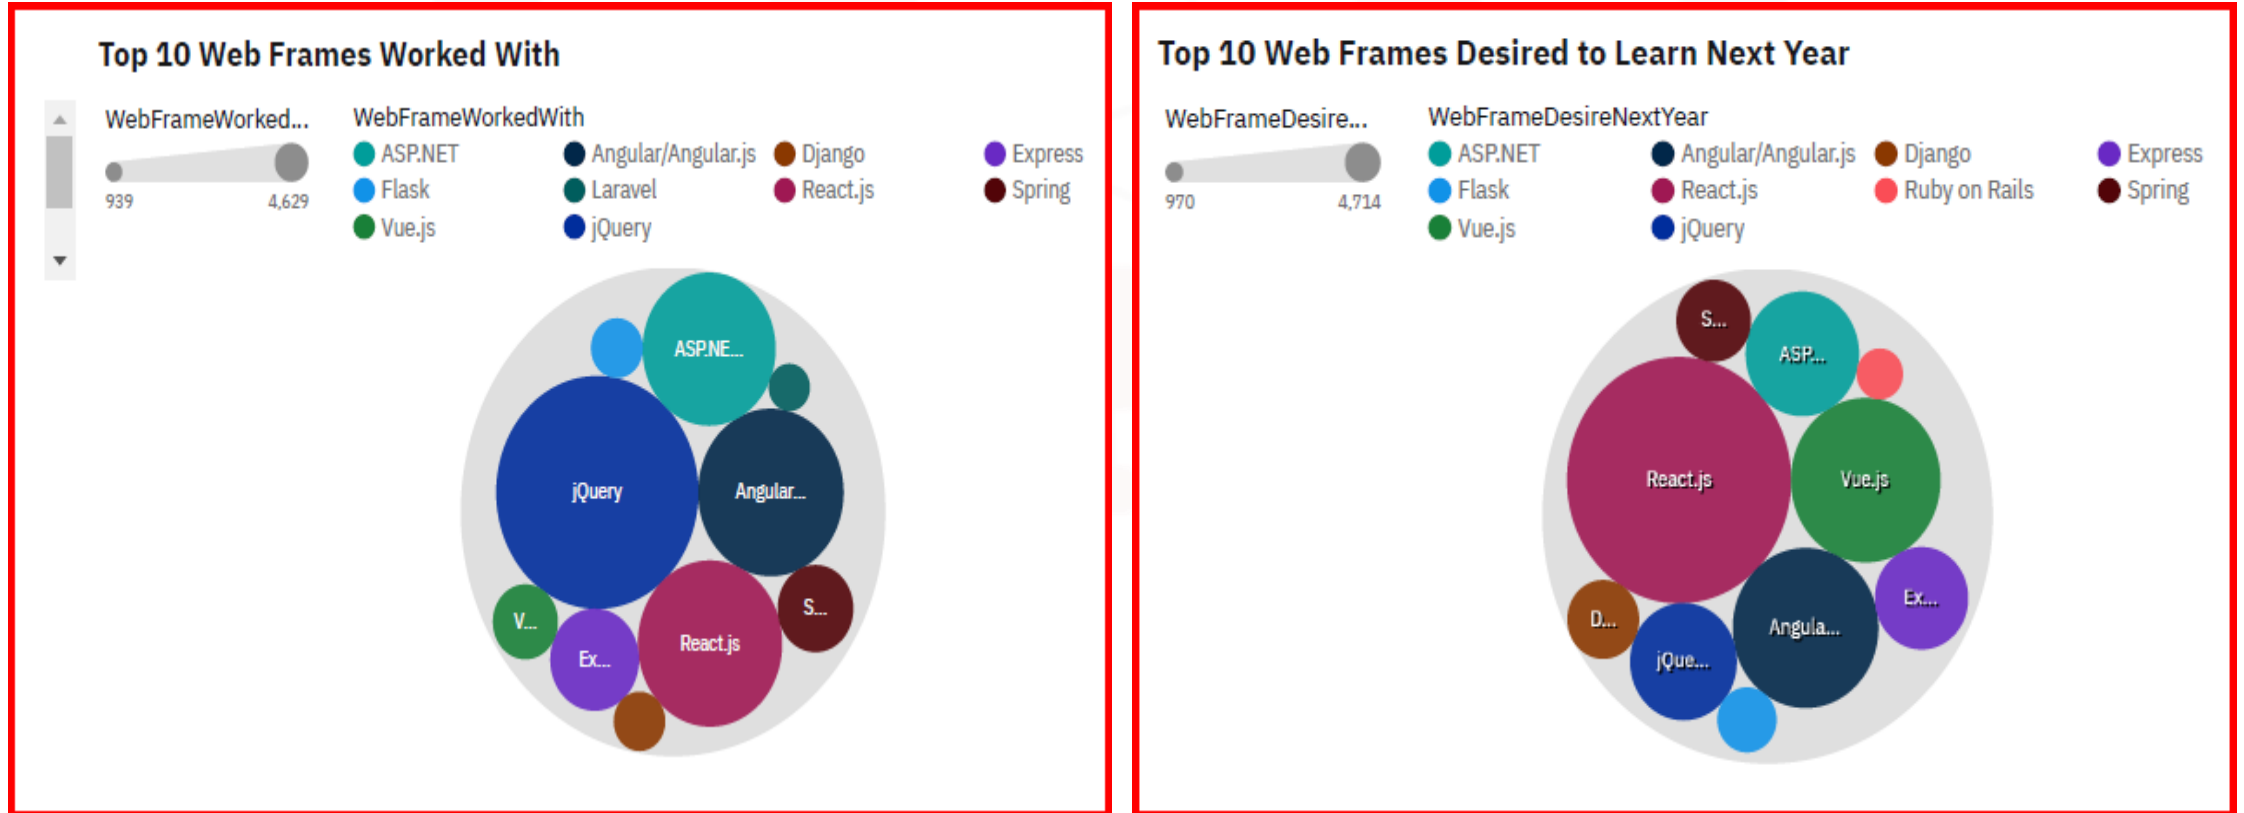 Top 10 Web Frames Worked With
WebFrameWorked...
939 4,629
WebFrameWorkedWith
ASP.NET Angular/Angular.js Django Express
Flask Laravel React.js Spring
Vue.js jQuery
ASP.NE...
jQuery Angular...
V... Ex... React.js S...
Top 10 Web Frames Desired to Learn Next Year
WebFrameDesire...
970 4,714
WebFrameDesireNextYear
ASP.NET Angular/Angular.js Django Express
Flask React.js Ruby on Rails Spring
Vue.js jQuery
S... ASP...
React.js Vue.js
D... jQue... Angula... Ex...